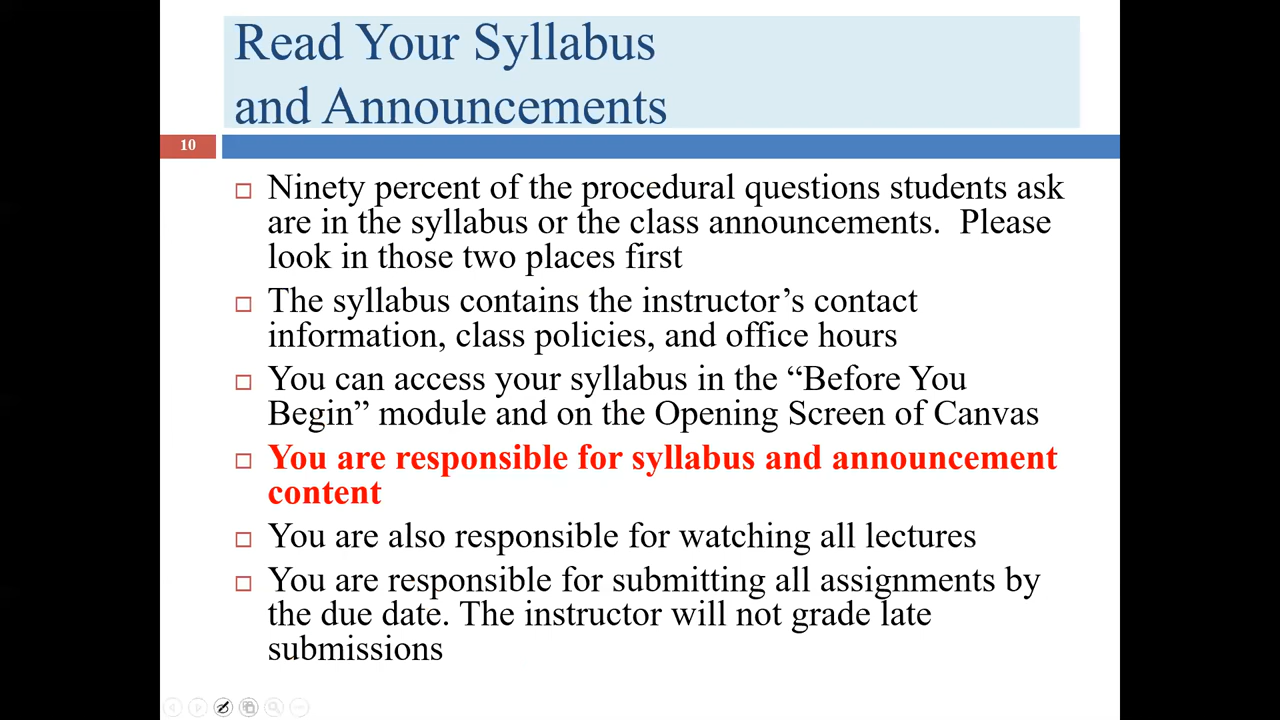 Read Your Syllabus
and Announcements
10
Ninety percent of the procedural questions students ask
are in the syllabus or the class announcements.  Please
look in those two places first
The syllabus contains the instructor’s contact
information, class policies, and office hours
You can access your syllabus in the “Before You
Begin” module and on the Opening Screen of Canvas
You are responsible for syllabus and announcement
content
You are also responsible for watching all lectures
You are responsible for submitting all assignments by
the due date. The instructor will not grade late
submissions